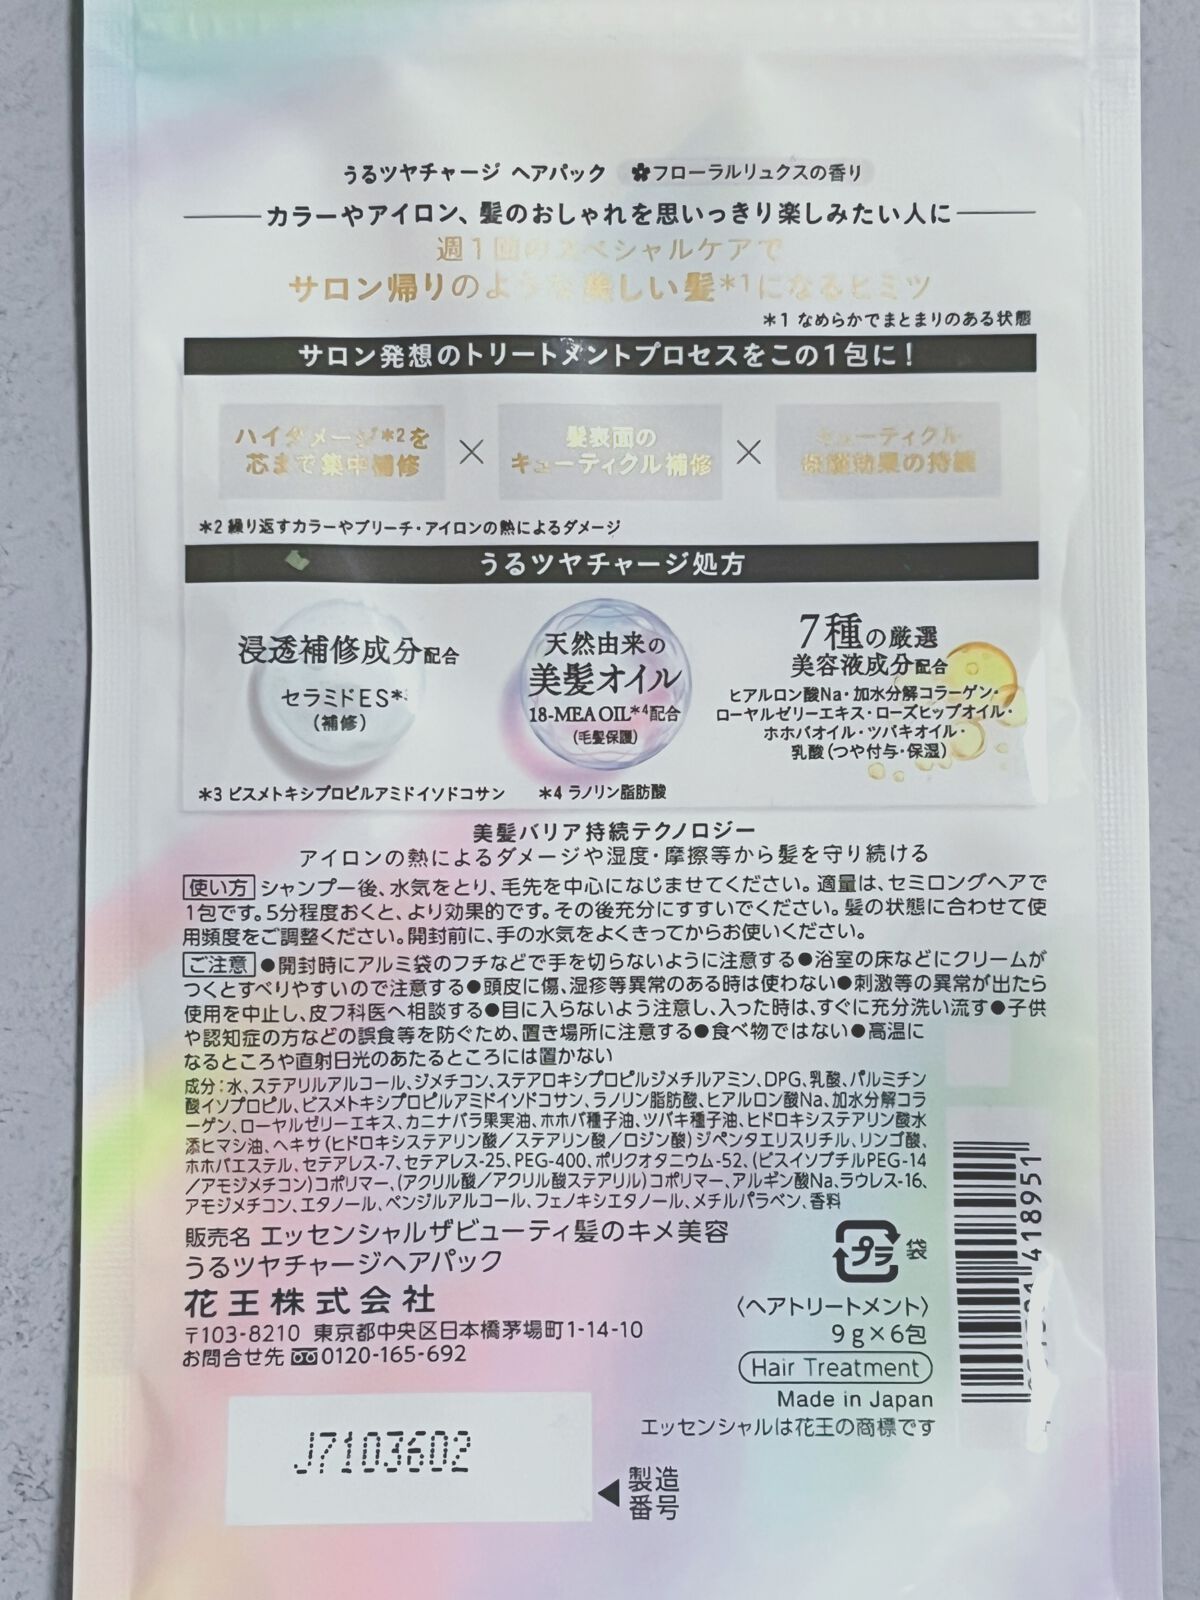 うるツヤチャージ ヘアパック フローラルリュクスの香り
カラーやアイロン、髪のおしゃれを思いっきり楽しみたい人に
週1回のスペシャルケアで
サロン帰りのような美しい髪*1になるヒミツ
*1 なめらかでまとまりのある状態
サロン発想のトリートメントプロセスをこの1包に!
ハイダメージ*2を
芯まで集中補修
×
髪表面の
キューティクル補修
×
キューティクル
効果の持続
*2 繰り返すカラーやブリーチ・アイロンの熱によるダメージ
うるツヤチャージ処方
浸透補修成分配合
セラミドES*3
(補修)
天然由来の
美髪オイル
18-MEA OIL*4配合
(毛髪保護)
7種の厳選
美容液成分配合
ヒアルロン酸Na・加水分解コラーゲン・
ローヤルゼリーエキス・ローズヒップオイル・
ホホバオイル・ツバキオイル・
乳酸(つや付与・保湿)
*3 ビスメトキシプロピルアミドイソドコサン
*4 ラノリン脂肪酸
美髪バリア持続テクノロジー
アイロンの熱によるダメージや湿度・摩擦等から髪を守り続ける
使い方 シャンプー後、水気をとり、毛先を中心になじませてください。適量は、セミロングヘアで
1包です。5分程度おくと、より効果的です。その後充分にすすいでください。髪の状態に合わせて使
用頻度をご調整ください。開封前に、手の水気をよくきってからお使いください。
ご注意 ●開封時にアルミ袋のフチなどで手を切らないように注意する●浴室の床などにクリームが
つくとすべりやすいので注意する●頭皮に傷、湿疹等異常のある時は使わない●刺激等の異常が出たら
使用を中止し、皮フ科医へ相談する●目に入らないよう注意し、入った時は、すぐに充分洗い流す●子供
や認知症の方などの誤食等を防ぐため、置き場所に注意する●食べ物ではない●高温に
なるところや直射日光のあたるところには置かない
成分:水、ステアリルアルコール、ジメチコン、ステアロキシプロピルジメチルアミン、DPG、乳酸、パルミチン
酸イソプロピル、ビスメトキシプロピルアミドイソドコサン、ラノリン脂肪酸、ヒアルロン酸Na、加水分解コラ
ーゲン、ローヤルゼリーエキス、カニナバラ果実油、ホホバ種子油、ツバキ種子油、ヒドロキシステアリン酸水
添ヒマシ油、ヘキサ(ヒドロキシステアリン酸/ステアリン酸/ロジン酸)ジペンタエリスリチル、リンゴ酸、
ホホバエステル、セテアレス-7、セテアレス-25、PEG-400、ポリクオタニウム-52、(ビスイソブチルPEG-14
/アモジメチコン)コポリマー、(アクリル酸/アクリル酸ステアリル)コポリマー、アルギン酸Na、ラウレス-16、
アモジメチコン、エタノール、ベンジルアルコール、フェノキシエタノール、メチルパラベン、香料
販売名 エッセンシャルザビューティ髪のキメ美容
うるツヤチャージヘアパック
花王株式会社
〒103-8210 東京都中央区日本橋茅場町1-14-10
お問合せ先 0120-165-692
プラ 袋
〈ヘアトリートメント〉
9g×6包
Hair Treatment
Made in Japan
エッセンシャルは花王の商標です
418951
J7103602
◀製造
番号